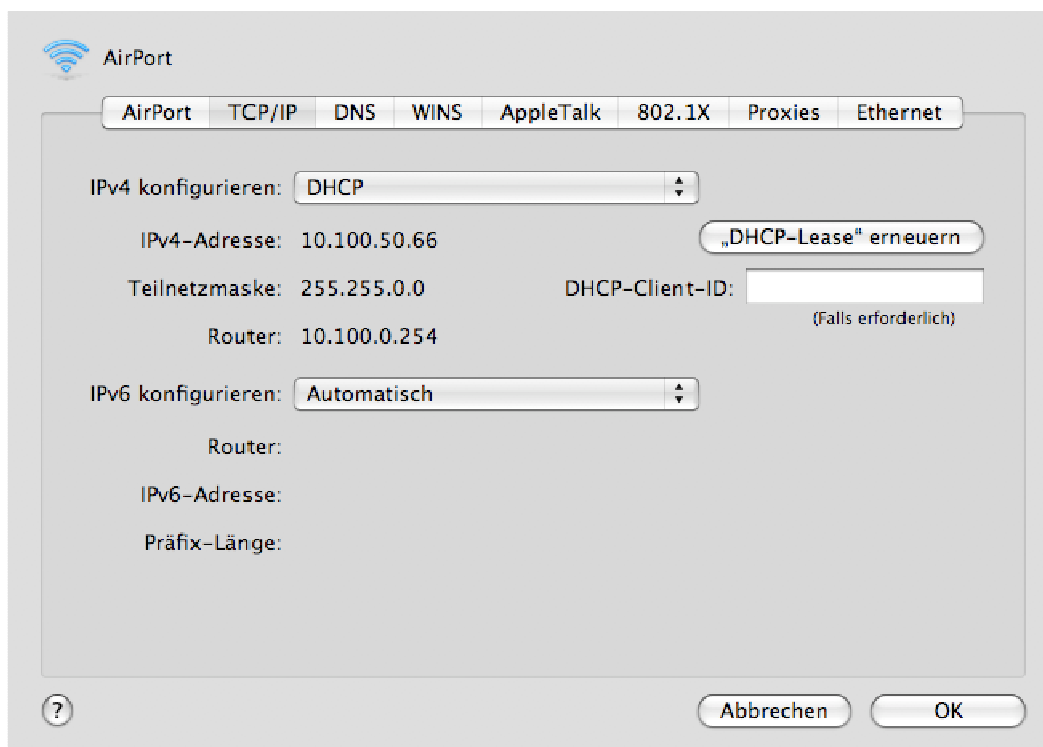 AirPort
AirPort TCP/IP DNS WINS AppleTalk 802.1X Proxies Ethernet
IPv4 konfigurieren: DHCP
IPv4-Adresse: 10.100.50.66 „DHCP-Lease“ erneuern
Teilnetzmaske: 255.255.0.0 DHCP-Client-ID:
(Falls erforderlich)
Router: 10.100.0.254
IPv6 konfigurieren: Automatisch
Router:
IPv6-Adresse:
Präfix-Länge:
? Abbrechen OK